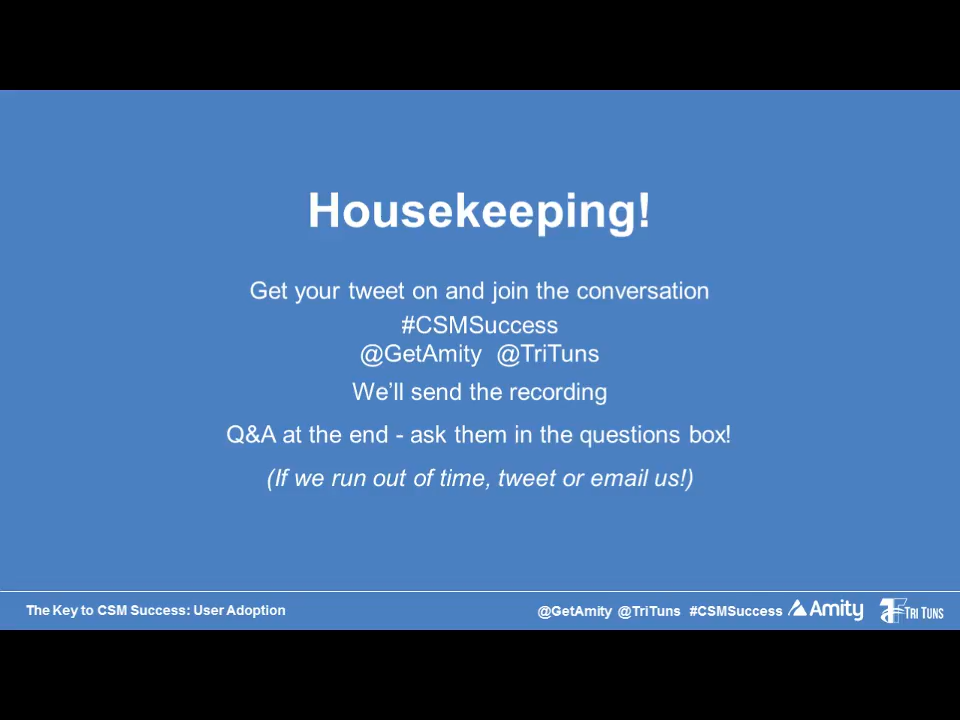 Housekeeping!
Get your tweet on and join the conversation
#CSMSuccess
@GetAmity @TriTuns
We’ll send the recording
Q&A at the end - ask them in the questions box!
(If we run out of time, tweet or email us!)
The Key to CSM Success: User Adoption
@GetAmity @TriTuns #CSMSuccess Amity TRI TUNS